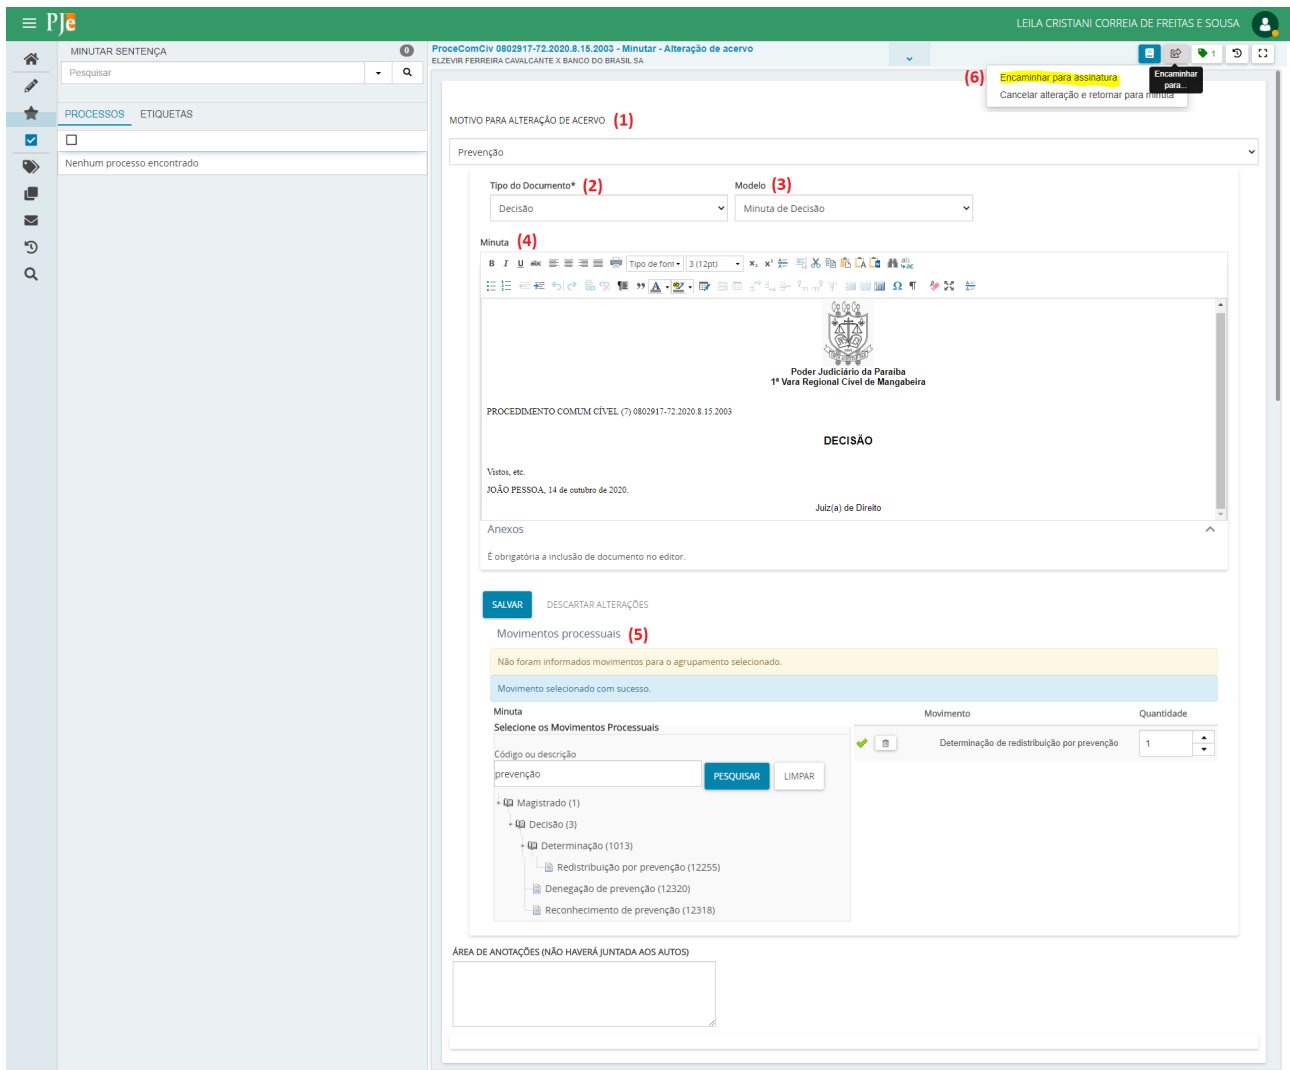 PJe
LEILA CRISTIANI CORREIA DE FREITAS E SOUSA
MINUTAR SENTENÇA
0
Pesquisar
PROCESSOS ETIQUETAS
Nenhum processo encontrado
ProceComCiv 0802917-72.2020.8.15.2003 - Minutar - Alteração de acervo
ELZEVIR FERREIRA CAVALCANTE X BANCO DO BRASIL SA
1
(6) Encaminhar para assinatura
Cancelar alteração e retornar para minuta
Encaminhar
para...
MOTIVO PARA ALTERAÇÃO DE ACERVO (1)
Prevenção
Tipo do Documento* (2)
Modelo (3)
Decisão
Minuta de Decisão
Minuta (4)
B I U abc Tipo de font 3 (12pt)
Poder Judiciário da Paraíba
1ª Vara Regional Cível de Mangabeira
PROCEDIMENTO COMUM CÍVEL (7) 0802917-72.2020.8.15.2003
DECISÃO
Vistos, etc.
JOÃO PESSOA, 14 de outubro de 2020.
Juiz(a) de Direito
Anexos
É obrigatória a inclusão de documento no editor.
SALVAR DESCARTAR ALTERAÇÕES
Movimentos processuais (5)
Não foram informados movimentos para o agrupamento selecionado.
Movimento selecionado com sucesso.
Minuta
Selecione os Movimentos Processuais
Código ou descrição
prevenção
PESQUISAR LIMPAR
Magistrado (1)
Decisão (3)
Determinação (1013)
Redistribuição por prevenção (12255)
Denegação de prevenção (12320)
Reconhecimento de prevenção (12318)
Movimento Quantidade
Determinação de redistribuição por prevenção 1
ÁREA DE ANOTAÇÕES (NÃO HAVERÁ JUNTADA AOS AUTOS)